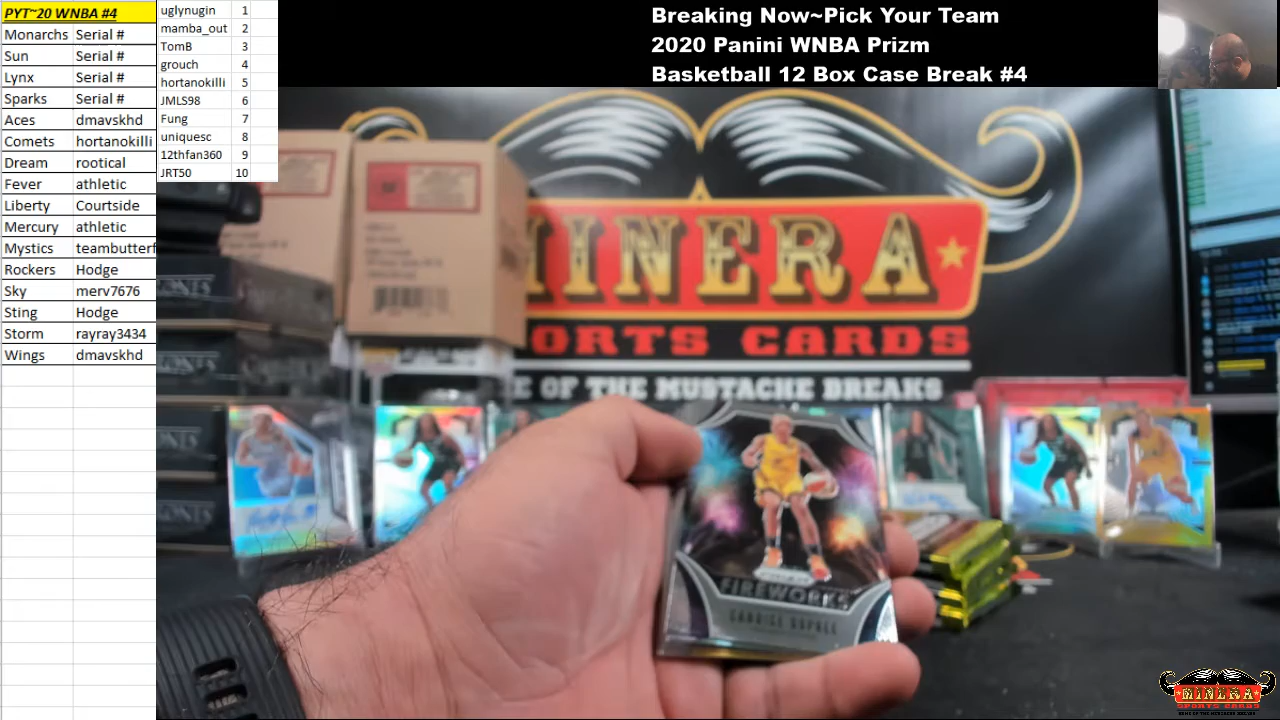 PYT~20 WNBA #4
Monarchs Serial #
Sun Serial #
Lynx Serial #
Sparks Serial #
Aces dmavskhd
Comets hortanokilli
Dream rootical
Fever athletic
Liberty Courtside
Mercury athletic
Mystics teambutterf
Rockers Hodge
Sky merv7676
Sting Hodge
Storm rayray3434
Wings dmavskhd
uglynugin 1
mamba_out 2
TomB 3
grouch 4
hortanokilli 5
JMLS98 6
Fung 7
uniquesc 8
12thfan360 9
JRT50 10
Breaking Now~Pick Your Team
2020 Panini WNBA Prizm
Basketball 12 Box Case Break #4
MINERA
ORTS CARDS
E OF THE MUSTACHE BREAKS
FIREWORKS
CANDICE DUPREE
MINERA
SPORTS CARDS